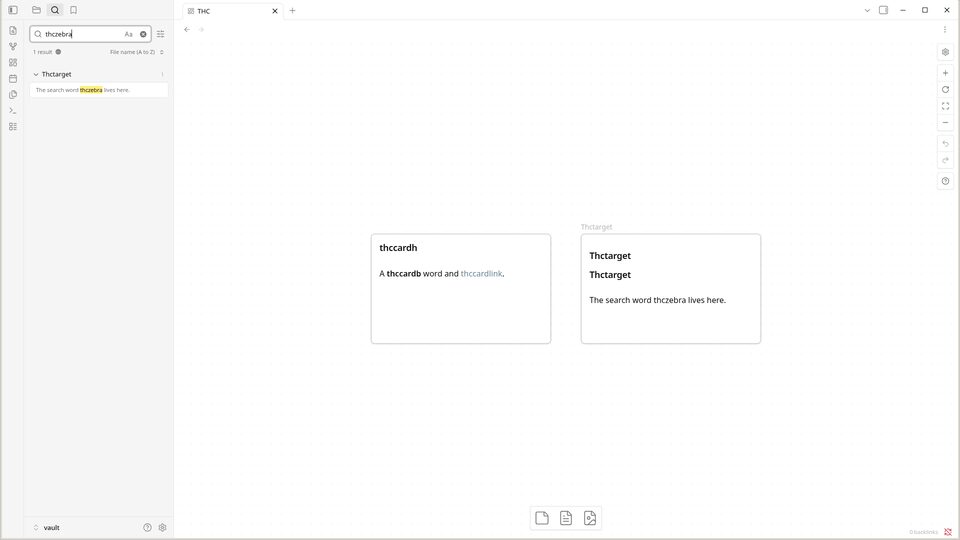 THC
thczebra
Aa
1 result
File name (A to Z)
Thctarget
1
The search word thczebra lives here.
Thctarget
thccardh
A thccardb word and thccardlink.
Thctarget
Thctarget
The search word thczebra lives here.
vault
0 backlinks